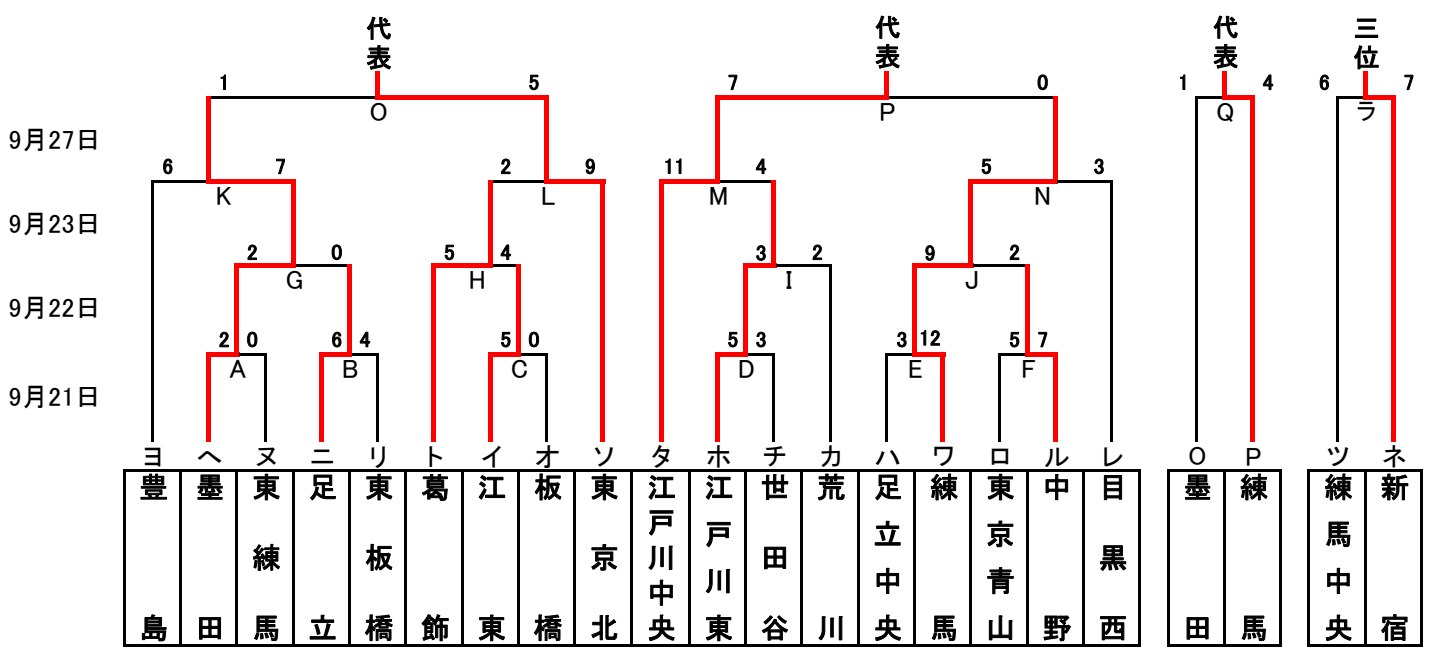 代表 代表 代表 三位
1 5 7 0 1 4 6 7
O P Q ラ
9月27日
6 7 2 9 11 4 5 3
K L M N
9月23日
2 0 5 4 3 2 9 2
G H I J
9月22日
2 0 6 4 5 0 5 3 3 12 5 7
A B C D E F
9月21日
ヨ ヘ ヌ ニ リ ト イ オ ソ タ ホ チ カ ハ ワ ロ ル レ O P ツ ネ
豊島
墨田
東練馬
足立
東板橋
葛飾
江東
板橋
東京北
江戸川中央
江戸川東
世田谷
荒川
足立中央
練馬
東京青山
中野
目黒西
墨田
練馬
練馬中央
新宿